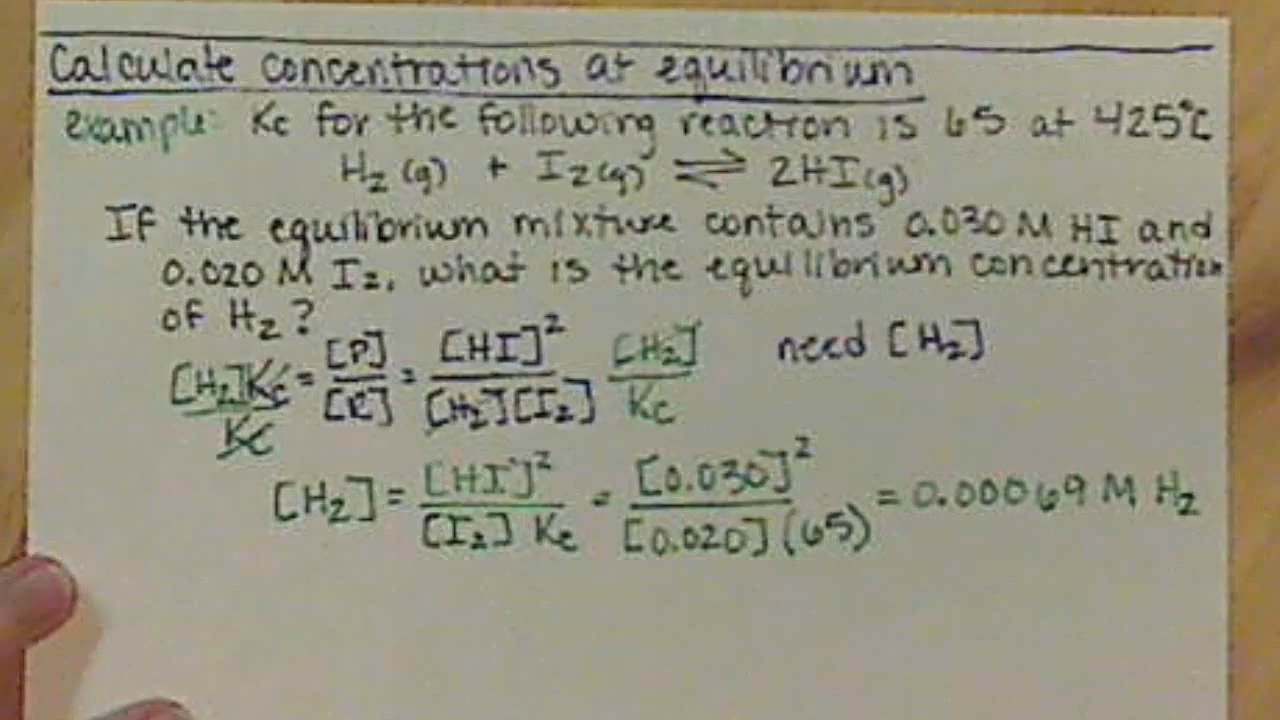 Calculate concentrations at equilibrium
example: Kc for the following reaction is 65 at 425°C
H₂(g) + I₂(g) ⇌ 2HI(g)
If the equilibrium mixture contains 0.030 M HI and
0.020 M I₂, what is the equilibrium concentration
of H₂?
[H₂]Kc/Kc = [P]/[R] = [HI]²/[H₂][I₂] [H₂]/Kc need [H₂]
[H₂] = [HI]²/[I₂] Kc = [0.030]²/[0.020](65) = 0.00069 M H₂